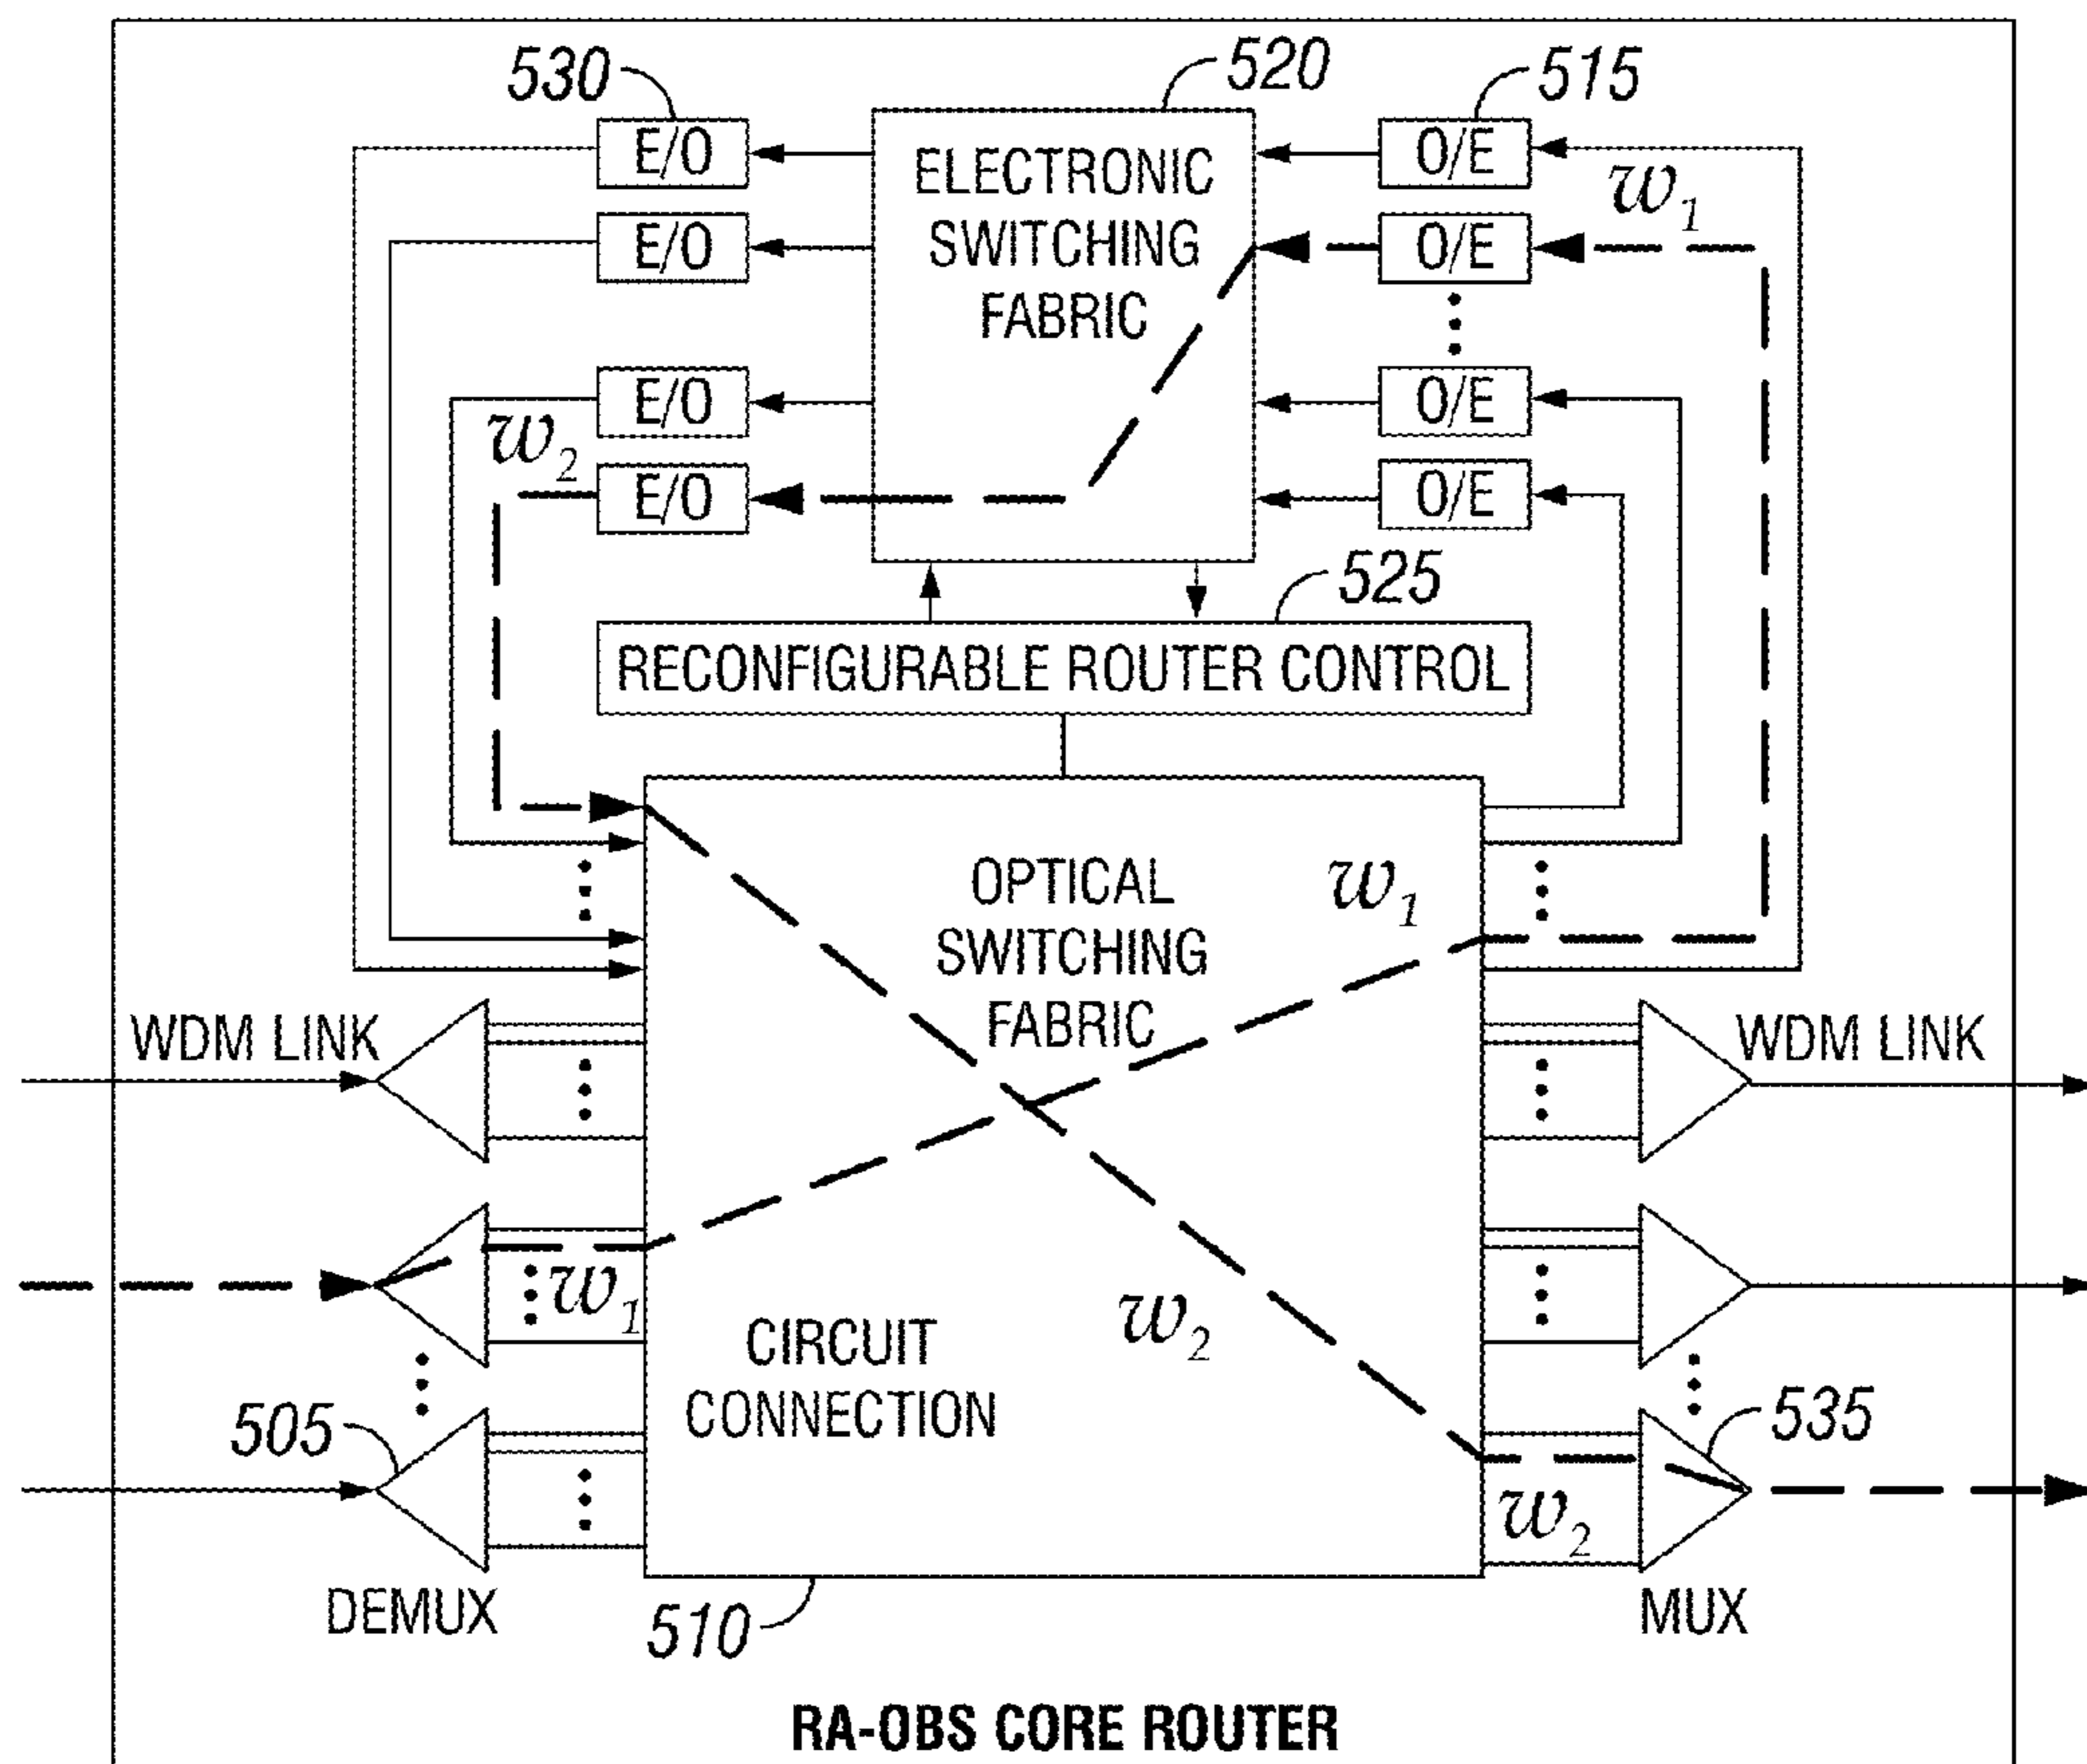 530
520
515
E/O
ELECTRONIC
SWITCHING
FABRIC
O/E
w1
E/O
O/E
E/O
O/E
w2
E/O
O/E
525
RECONFIGURABLE ROUTER CONTROL
OPTICAL
SWITCHING
FABRIC
w1
WDM LINK
WDM LINK
w1
w2
CIRCUIT
CONNECTION
505
535
w2
DEMUX
510
MUX
RA-OBS CORE ROUTER